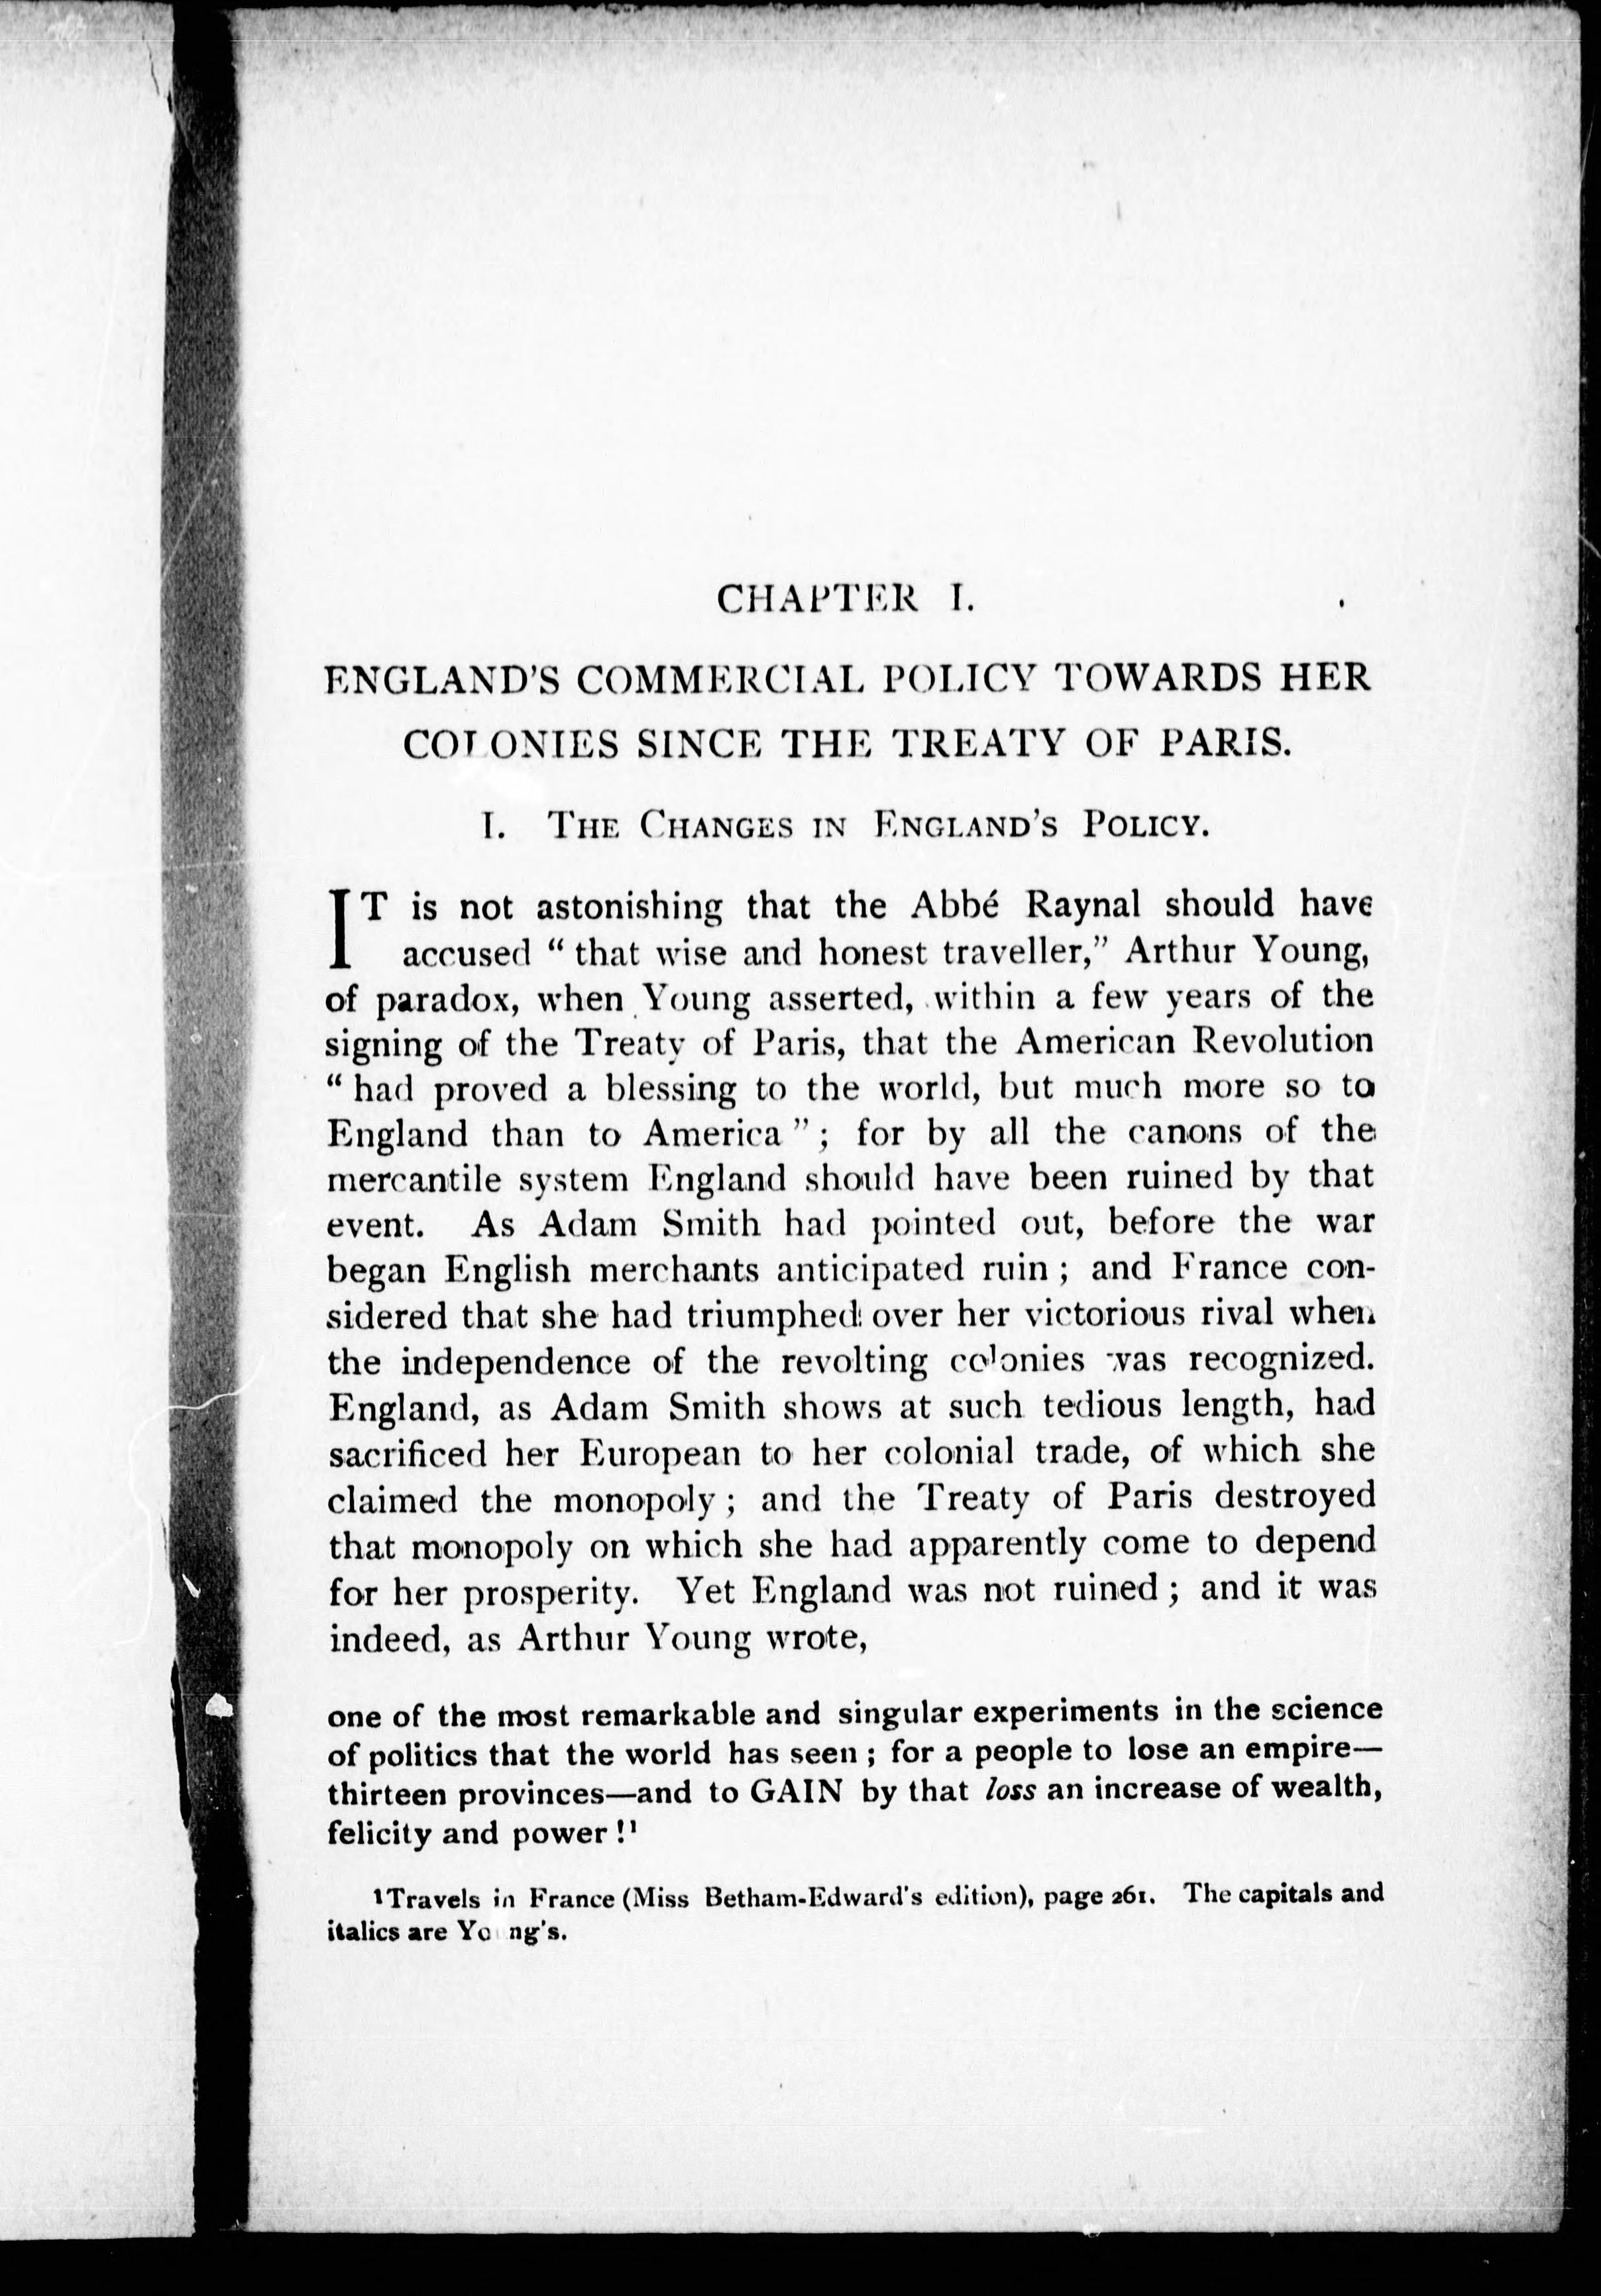 CHAPTER I.
ENGLAND'S COMMERCIAL POLICY TOWARDS HER
COLONIES SINCE THE TREATY OF PARIS.
I. THE CHANGES IN ENGLAND'S POLICY.
IT is not astonishing that the Abbé Raynal should have
accused “that wise and honest traveller,” Arthur Young,
of paradox, when Young asserted, within a few years of the
signing of the Treaty of Paris, that the American Revolution
“had proved a blessing to the world, but much more so to
England than to America”; for by all the canons of the
mercantile system England should have been ruined by that
event. As Adam Smith had pointed out, before the war
began English merchants anticipated ruin; and France con-
sidered that she had triumphed over her victorious rival when
the independence of the revolting colonies was recognized.
England, as Adam Smith shows at such tedious length, had
sacrificed her European to her colonial trade, of which she
claimed the monopoly; and the Treaty of Paris destroyed
that monopoly on which she had apparently come to depend
for her prosperity. Yet England was not ruined; and it was
indeed, as Arthur Young wrote,
one of the most remarkable and singular experiments in the science
of politics that the world has seen; for a people to lose an empire—
thirteen provinces—and to GAIN by that loss an increase of wealth,
felicity and power!¹
¹Travels in France (Miss Betham-Edward's edition), page 261. The capitals and
italics are Young's.